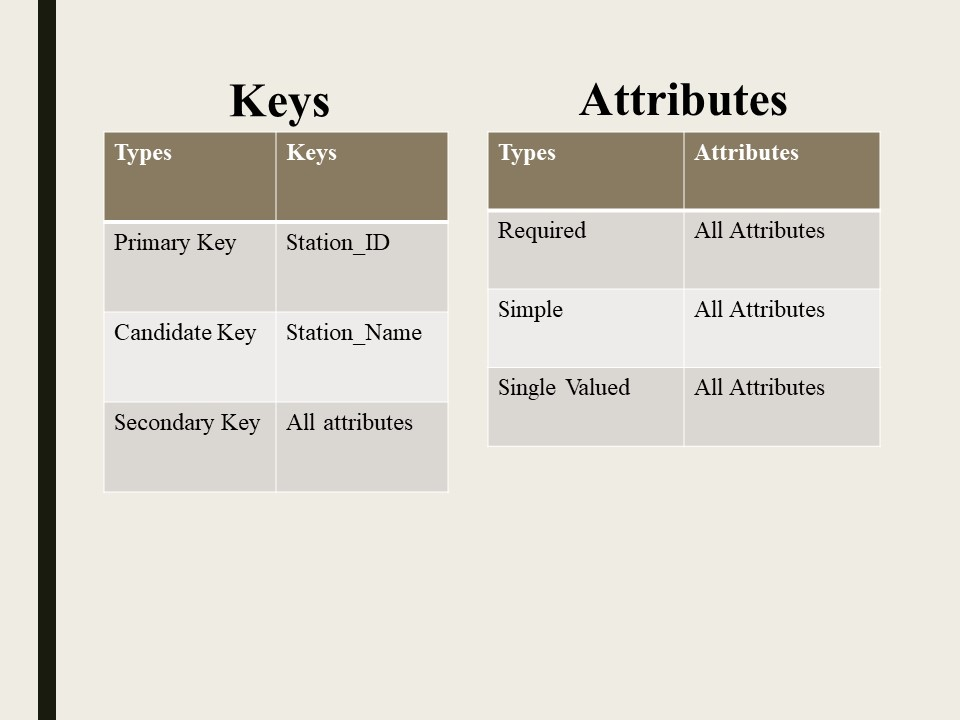 Keys
Types Keys
Primary Key Station_ID
Candidate Key Station_Name
Secondary Key All attributes
Attributes
Types Attributes
Required All Attributes
Simple All Attributes
Single Valued All Attributes